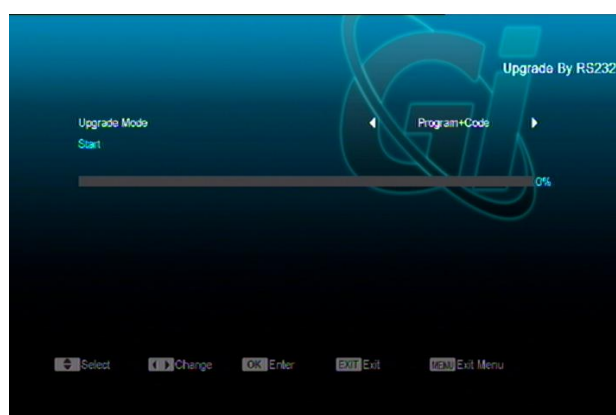 Upgrade By RS232
Upgrade Mode Program+Code
Start
0%
Select Change OK Enter EXIT Exit MENU Exit Menu